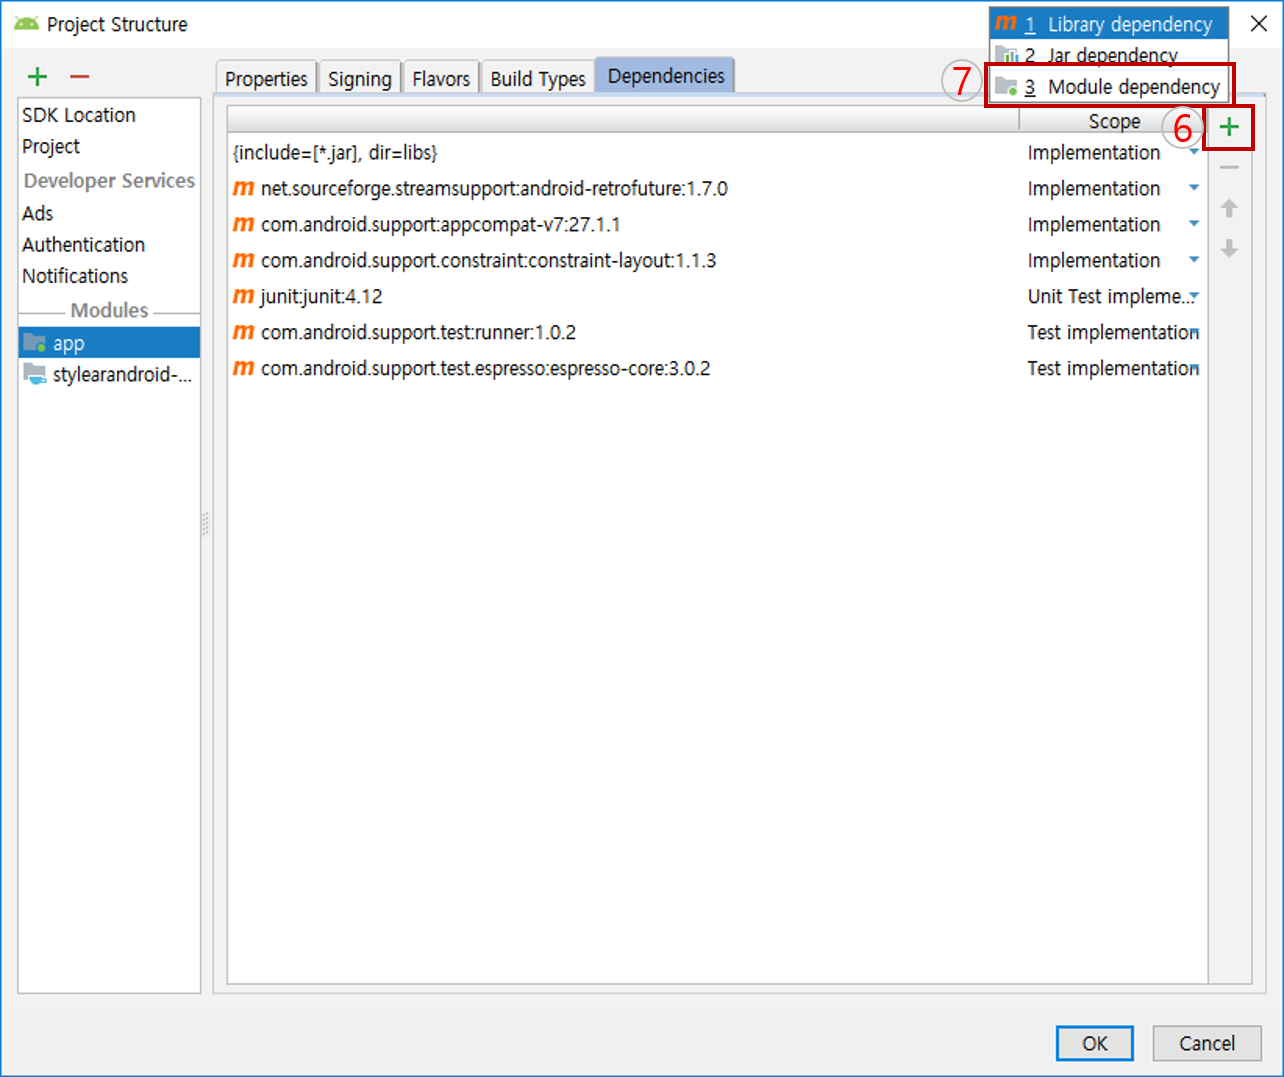 Project Structure
1 Library dependency
2 Jar dependency
⑦
3 Module dependency
Properties
Signing
Flavors
Build Types
Dependencies
SDK Location
Project
Developer Services
Ads
Authentication
Notifications
Modules
app
stylearandroid-...
Scope
⑥
{include=[*.jar], dir=libs} Implementation
m net.sourceforge.streamsupport:android-retrofuture:1.7.0 Implementation
m com.android.support:appcompat-v7:27.1.1 Implementation
m com.android.support.constraint:constraint-layout:1.1.3 Implementation
m junit:junit:4.12 Unit Test impleme...
m com.android.support.test:runner:1.0.2 Test implementation
m com.android.support.test.espresso:espresso-core:3.0.2 Test implementation
OK
Cancel